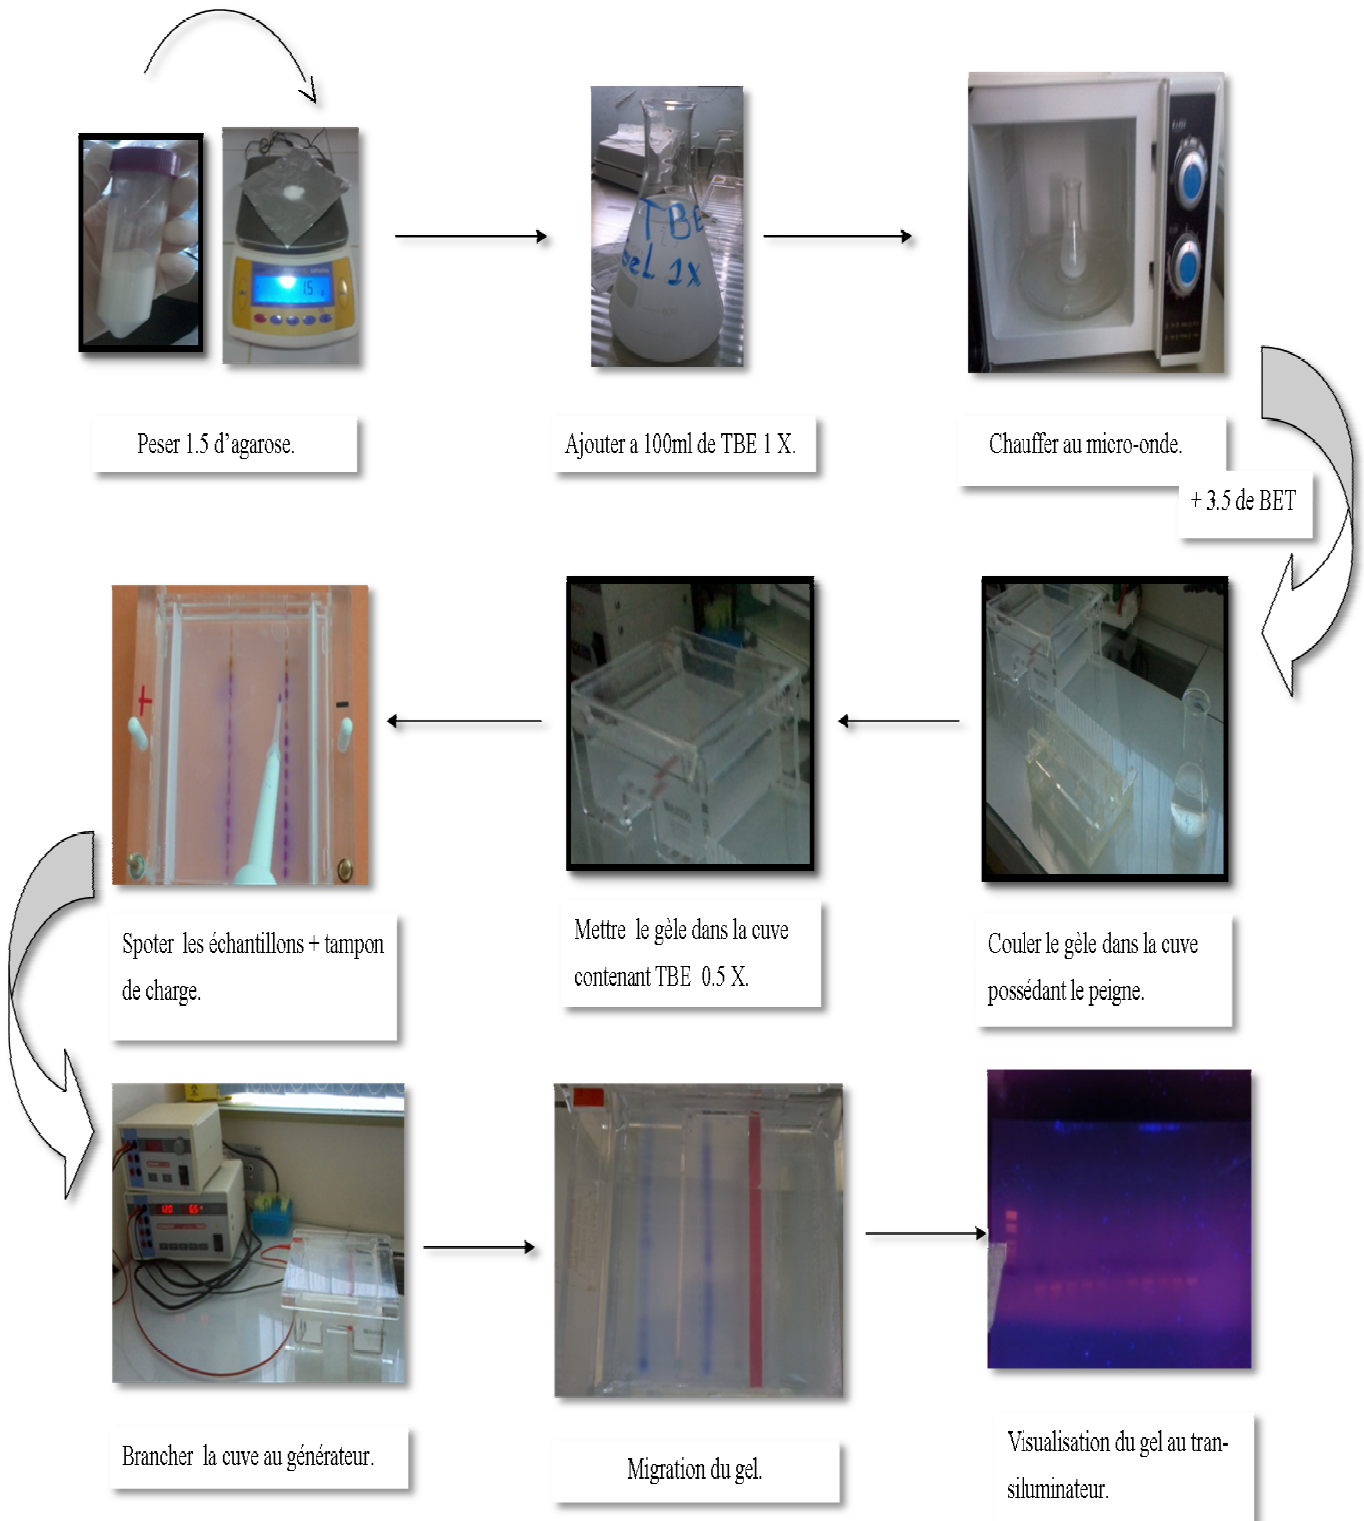 15
TBE
gel 1X
Peser 1.5 d’agarose.
Ajouter a 100ml de TBE 1 X.
Chauffer au micro-onde.
+ 3.5 de BET
+
-
Spoter les échantillons + tampon
de charge.
Mettre le gèle dans la cuve
contenant TBE 0.5 X.
Couler le gèle dans la cuve
possédant le peigne.
120 65
Brancher la cuve au générateur.
Migration du gel.
Visualisation du gel au tran-
siluminateur.